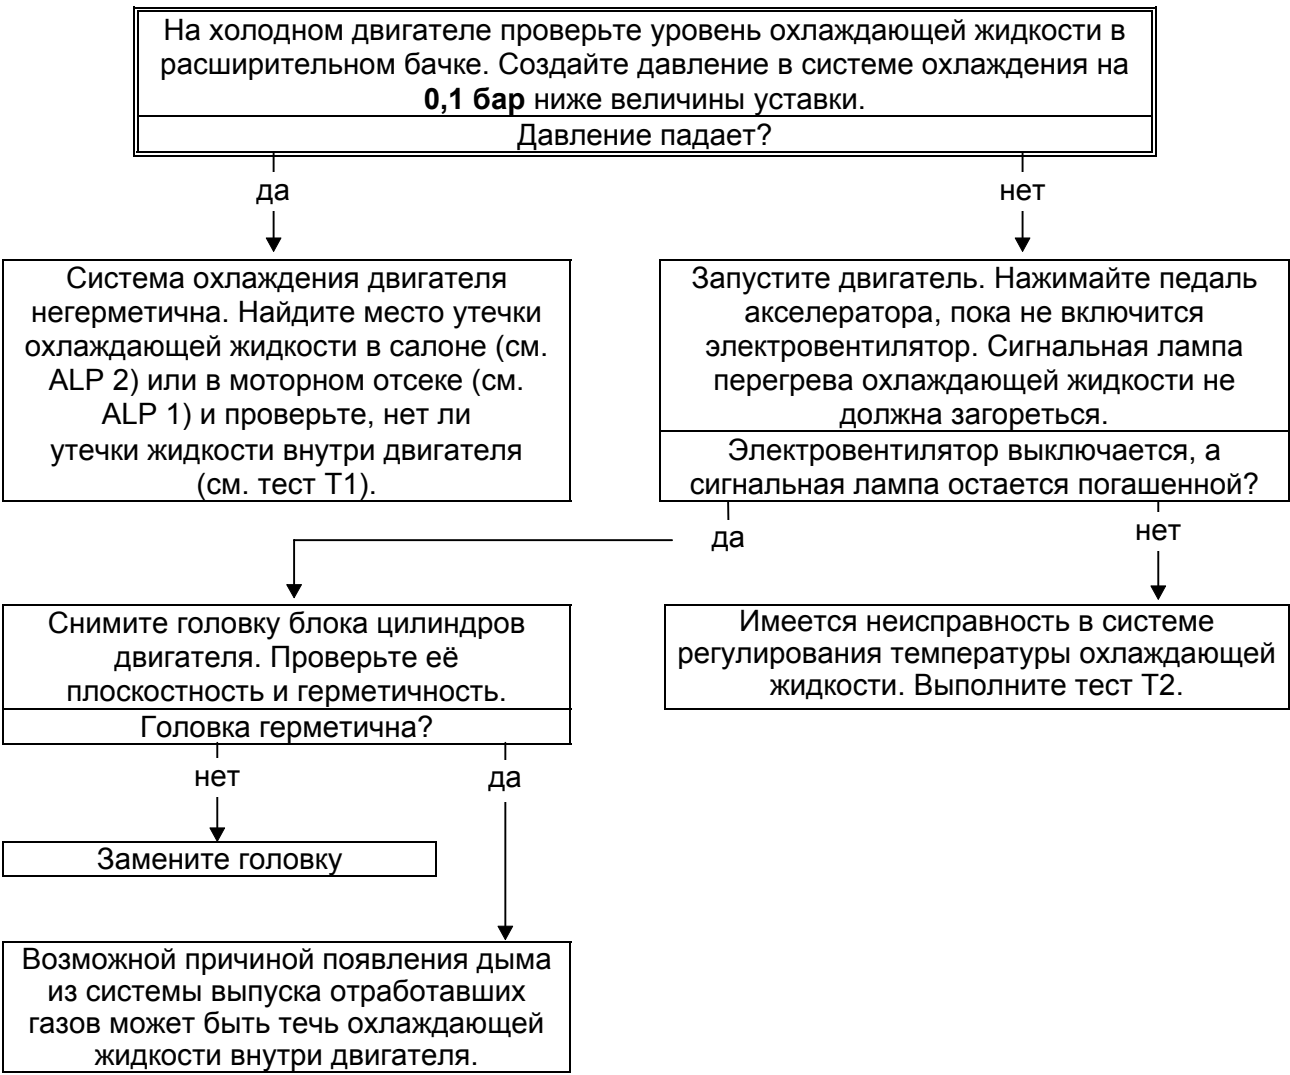 На холодном двигателе проверьте уровень охлаждающей жидкости в
расширительном бачке. Создайте давление в системе охлаждения на
0,1 бар ниже величины уставки.
Давление падает?
да
нет
Система охлаждения двигателя
негерметична. Найдите место утечки
охлаждающей жидкости в салоне (см.
ALP 2) или в моторном отсеке (см.
ALP 1) и проверьте, нет ли
утечки жидкости внутри двигателя
(см. тест T1).
Запустите двигатель. Нажимайте педаль
акселератора, пока не включится
электровентилятор. Сигнальная лампа
перегрева охлаждающей жидкости не
должна загореться.
Электровентилятор выключается, а
сигнальная лампа остается погашенной?
да
нет
Снимите головку блока цилиндров
двигателя. Проверьте её
плоскостность и герметичность.
Головка герметична?
Имеется неисправность в системе
регулирования температуры охлаждающей
жидкости. Выполните тест T2.
нет
да
Замените головку
Возможной причиной появления дыма
из системы выпуска отработавших
газов может быть течь охлаждающей
жидкости внутри двигателя.